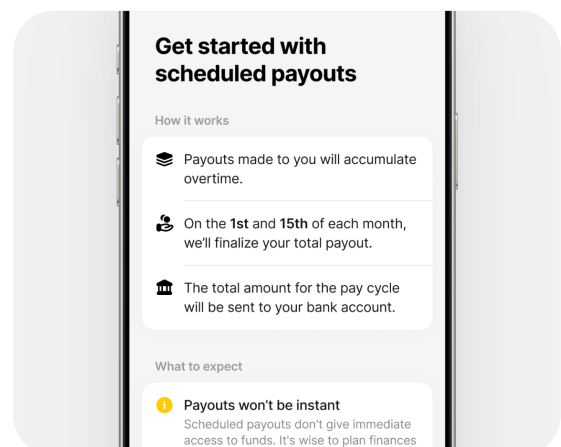 Get started with
scheduled payouts
How it works
Payouts made to you will accumulate
overtime.
On the 1st and 15th of each month,
we'll finalize your total payout.
The total amount for the pay cycle
will be sent to your bank account.
What to expect
Payouts won't be instant
Scheduled payouts don't give immediate
access to funds. It's wise to plan finances